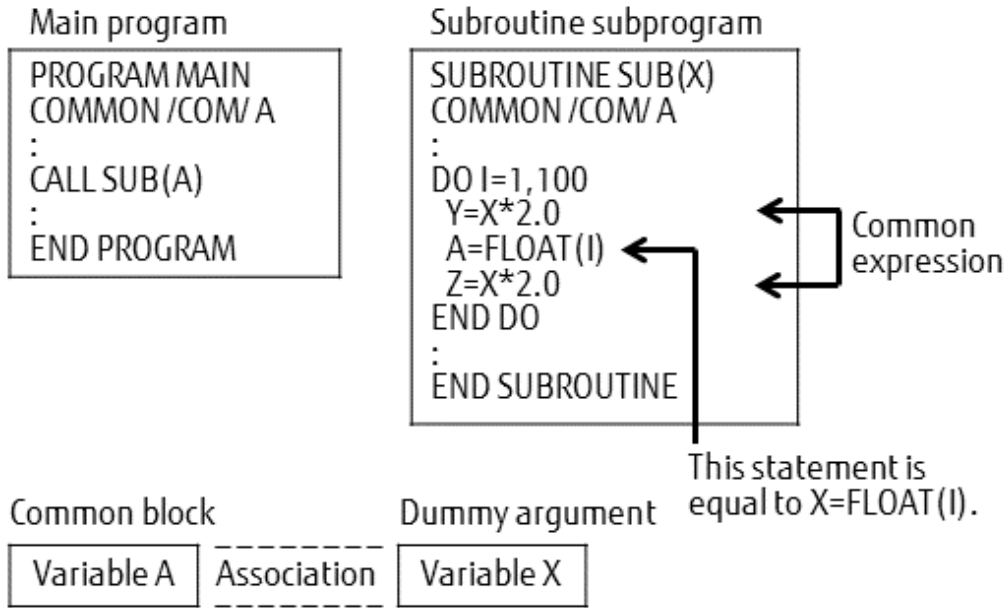 Main program
PROGRAM MAIN
COMMON /COM/ A
:
CALL SUB(A)
:
END PROGRAM
Subroutine subprogram
SUBROUTINE SUB(X)
COMMON /COM/ A
:
DO I=1,100
Y=X*2.0
A=FLOAT(I)
Z=X*2.0
END DO
:
END SUBROUTINE
Common
expression
This statement is
equal to X=FLOAT(I).
Common block
Dummy argument
Variable A
Association
Variable X